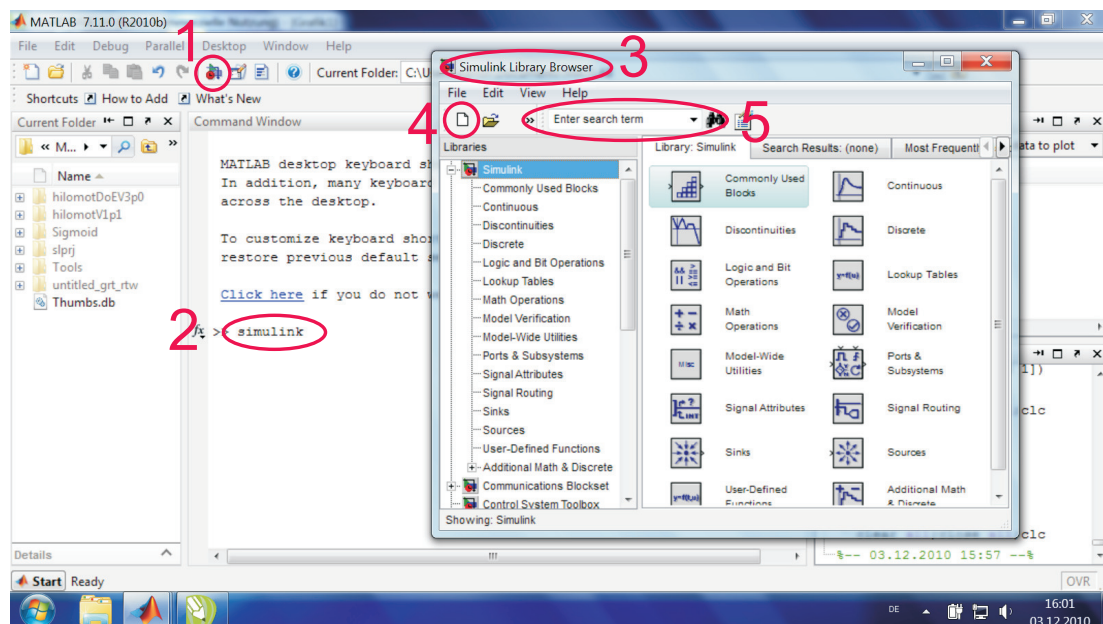 MATLAB 7.11.0 (R2010b)
File Edit Debug Parallel Desktop Window Help
1
Current Folder: C:\U
Shortcuts How to Add What's New
Current Folder
« M...
Name
hilomotDoEV3p0
hilomotV1p1
Sigmoid
slprj
Tools
untitled_grt_rtw
Thumbs.db
Details
Command Window
MATLAB desktop keyboard
In addition, many keyboard
across the desktop.
To customize keyboard
restore previous default
Click here if you do not
2
fx >> simulink
Simulink Library Browser
3
File Edit View Help
4
» Enter search term
5
Libraries
Simulink
Commonly Used Blocks
Continuous
Discontinuities
Discrete
Logic and Bit Operations
Lookup Tables
Math Operations
Model Verification
Model-Wide Utilities
Ports & Subsystems
Signal Attributes
Signal Routing
Sinks
Sources
User-Defined Functions
Additional Math & Discrete
Communications Blockset
Control System Toolbox
Showing: Simulink
Library: Simulink Search Results: (none) Most Frequentl
Commonly Used
Blocks
Continuous
Discontinuities
Discrete
Logic and Bit
Operations
y=f(u)
Lookup Tables
Math
Operations
Model
Verification
Misc
Model-Wide
Utilities
Ports &
Subsystems
Signal Attributes
Signal Routing
Sinks
Sources
y=f(0,u)
User-Defined
Functions
Additional Math
& Discrete
ata to plot
1])
clc
clc
%-- 03.12.2010 15:57 --%
Start Ready
OVR
DE
16:01
03.12.2010